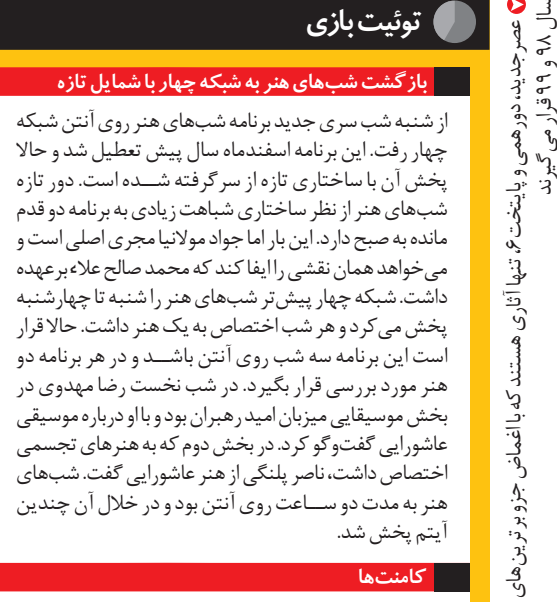 توئیت بازی
بازگشت شب‌های هنر به شبکه چهار با شمایل تازه
از شنبه شب سری جدید برنامه شب‌های هنر روی آنتن شبکه
چهار رفت. این برنامه اسفندماه سال پیش تعطیل شد و حالا
پخش آن با ساختاری تازه از سر گرفته شده است. دور تازه
شب‌های هنر از نظر ساختاری شباهت زیادی به برنامه دو قدم
مانده به صبح دارد. این بار اما جواد مولانیا مجری اصلی است و
می‌خواهد همان نقشی را ایفا کند که محمد صالح علاء برعهده
داشت. شبکه چهار پیش‌تر شب‌های هنر را شنبه تا چهارشنبه
پخش می‌کرد و هر شب اختصاص به یک هنر داشت. حالا قرار
است این برنامه سه شب روی آنتن باشد و در هر برنامه دو
هنر مورد بررسی قرار بگیرد. در شب نخست رضا مهدوی در
بخش موسیقایی میزبان امید رهبران بود و با او درباره موسیقی
عاشورایی گفت‌وگو کرد. در بخش دوم که به هنرهای تجسمی
اختصاص داشت، ناصر پلنگی از هنر عاشورایی گفت. شب‌های
هنر به مدت دو ساعت روی آنتن بود و در خلال آن چندین
آیتم پخش شد.
کامنت‌ها
عصر جدید، دورهمی و پایتخت ۶، تنها آثاری هستند که با اغماض جزو برترین‌های
سال ۹۸ و ۹۹ قرار می گیرند